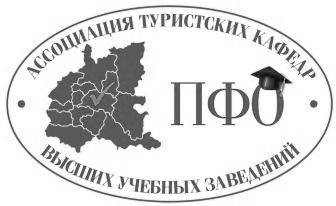 АССОЦИАЦИЯ ТУРИСТСКИХ КАФЕДР
ПФО
ВЫСШИХ УЧЕБНЫХ ЗАВЕДЕНИЙ